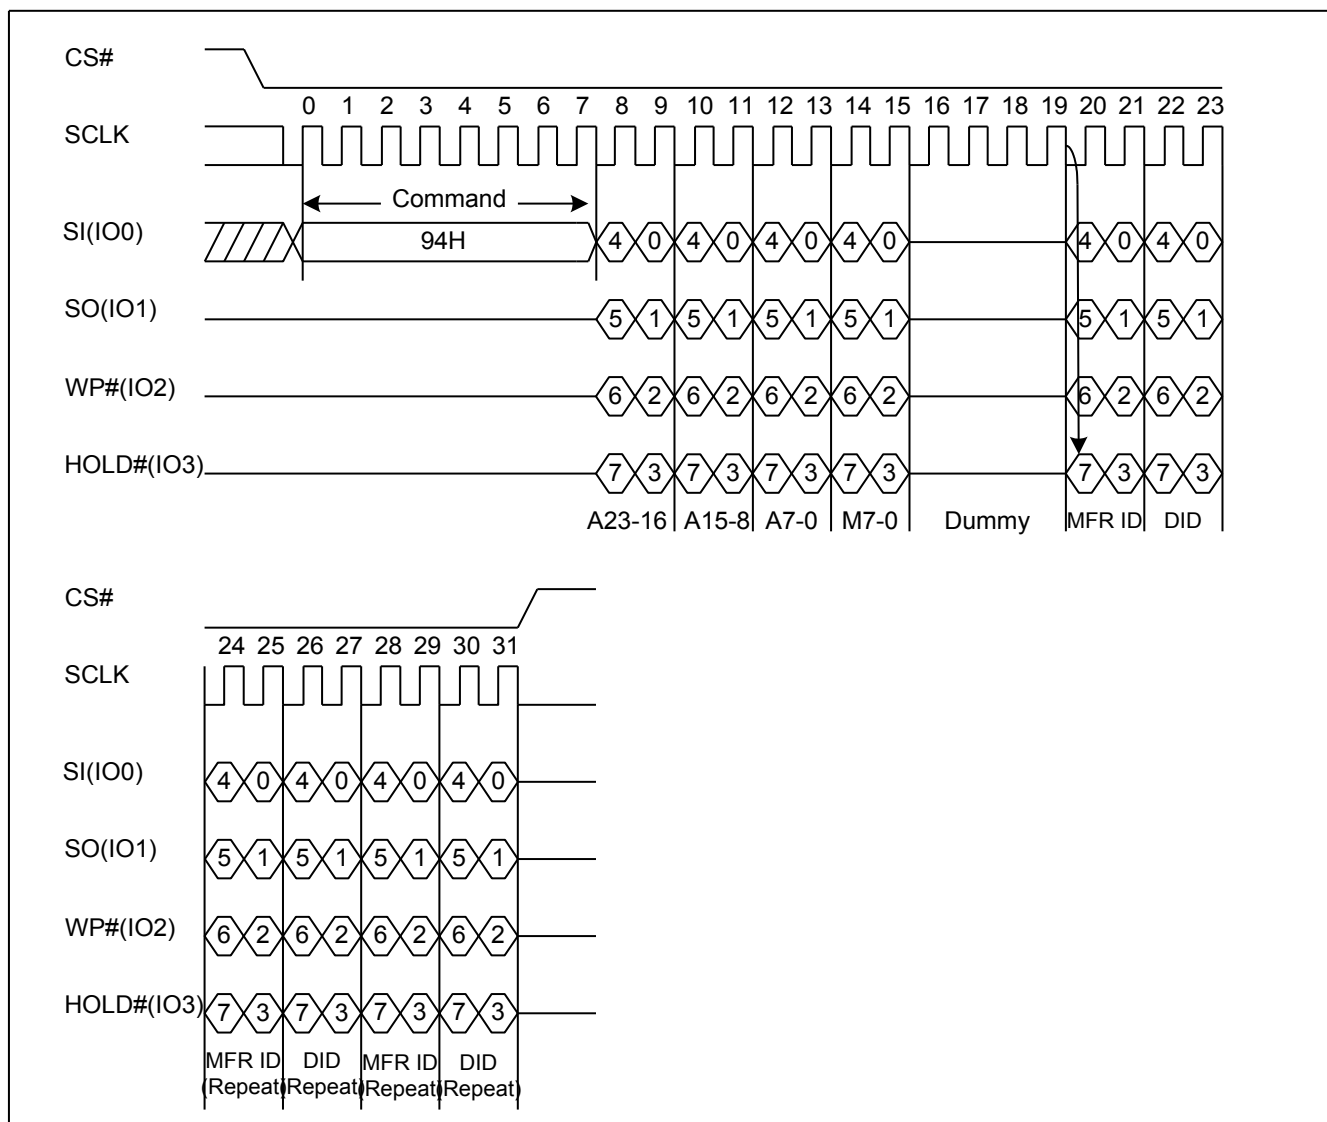 CS#
0 1 2 3 4 5 6 7 8 9 10 11 12 13 14 15 16 17 18 19 20 21 22 23
SCLK
Command
SI(IO0)
94H
4 0 4 0 4 0 4 0 4 0 4 0
SO(IO1)
5 1 5 1 5 1 5 1 5 1 5 1
WP#(IO2)
6 2 6 2 6 2 6 2 6 2 6 2
HOLD#(IO3)
7 3 7 3 7 3 7 3 7 3 7 3
A23-16 A15-8 A7-0 M7-0 Dummy MFR ID DID
CS#
24 25 26 27 28 29 30 31
SCLK
SI(IO0)
4 0 4 0 4 0 4 0
SO(IO1)
5 1 5 1 5 1 5 1
WP#(IO2)
6 2 6 2 6 2 6 2
HOLD#(IO3)
7 3 7 3 7 3 7 3
MFR ID DID MFR ID DID
(Repeat) (Repeat) (Repeat) (Repeat)